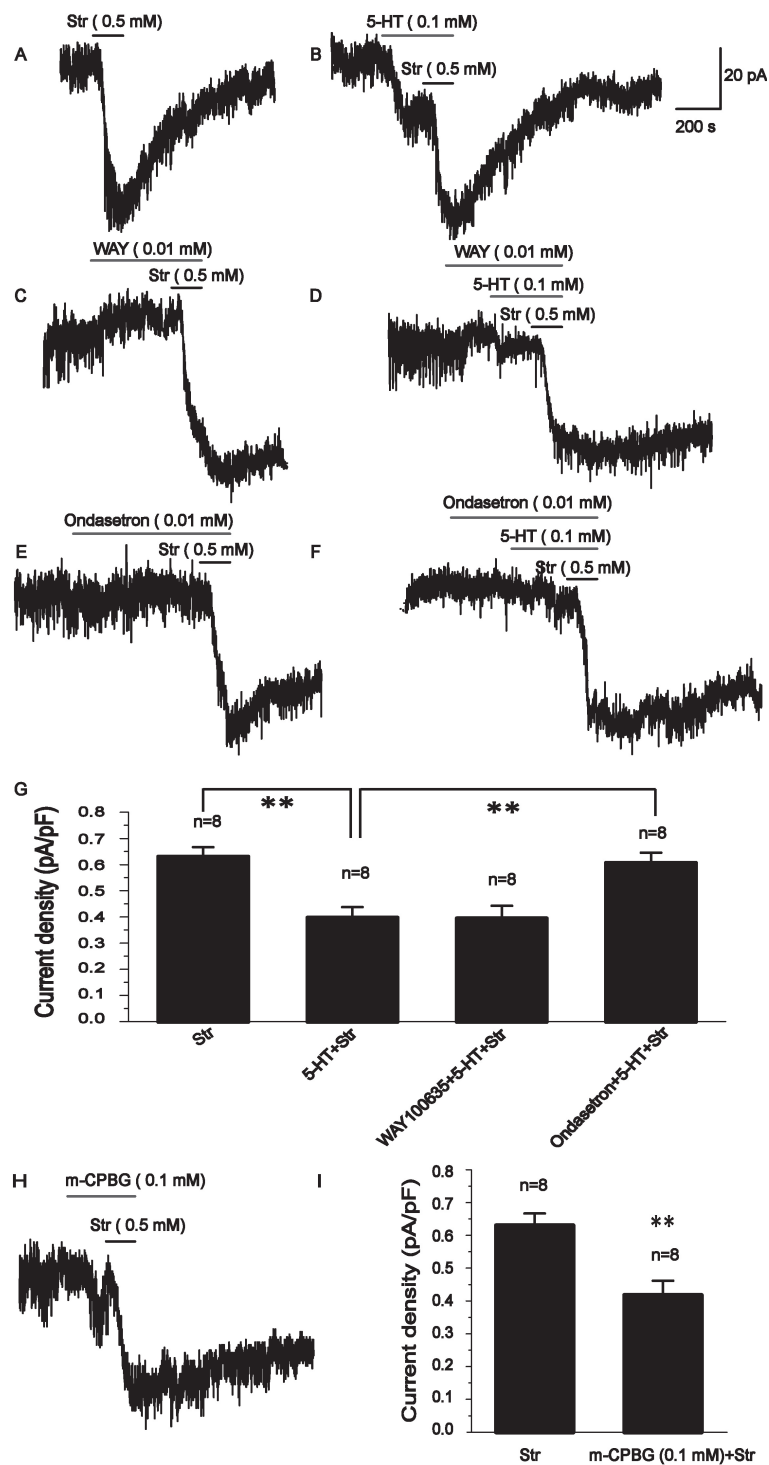 Str ( 0.5 mM)
A
5-HT ( 0.1 mM)
B
Str ( 0.5 mM)
20 pA
200 s
WAY ( 0.01 mM)
Str ( 0.5 mM)
C
WAY ( 0.01 mM)
5-HT ( 0.1 mM)
D
Str ( 0.5 mM)
Ondasetron ( 0.01 mM)
E
Str ( 0.5 mM)
Ondasetron ( 0.01 mM)
5-HT ( 0.1 mM)
F
Str ( 0.5 mM)
G
** **
Current density (pA/pF)
0.8
0.7
0.6
0.5
0.4
0.3
0.2
0.1
0.0
n=8
n=8
n=8
n=8
Str
5-HT+Str
WAY100635+5-HT+Str
Ondasetron+5-HT+Str
H
m-CPBG ( 0.1 mM)
Str ( 0.5 mM)
I
Current density (pA/pF)
0.8
0.7
0.6
0.5
0.4
0.3
0.2
0.1
0.0
n=8
**
n=8
Str
m-CPBG (0.1 mM)+Str